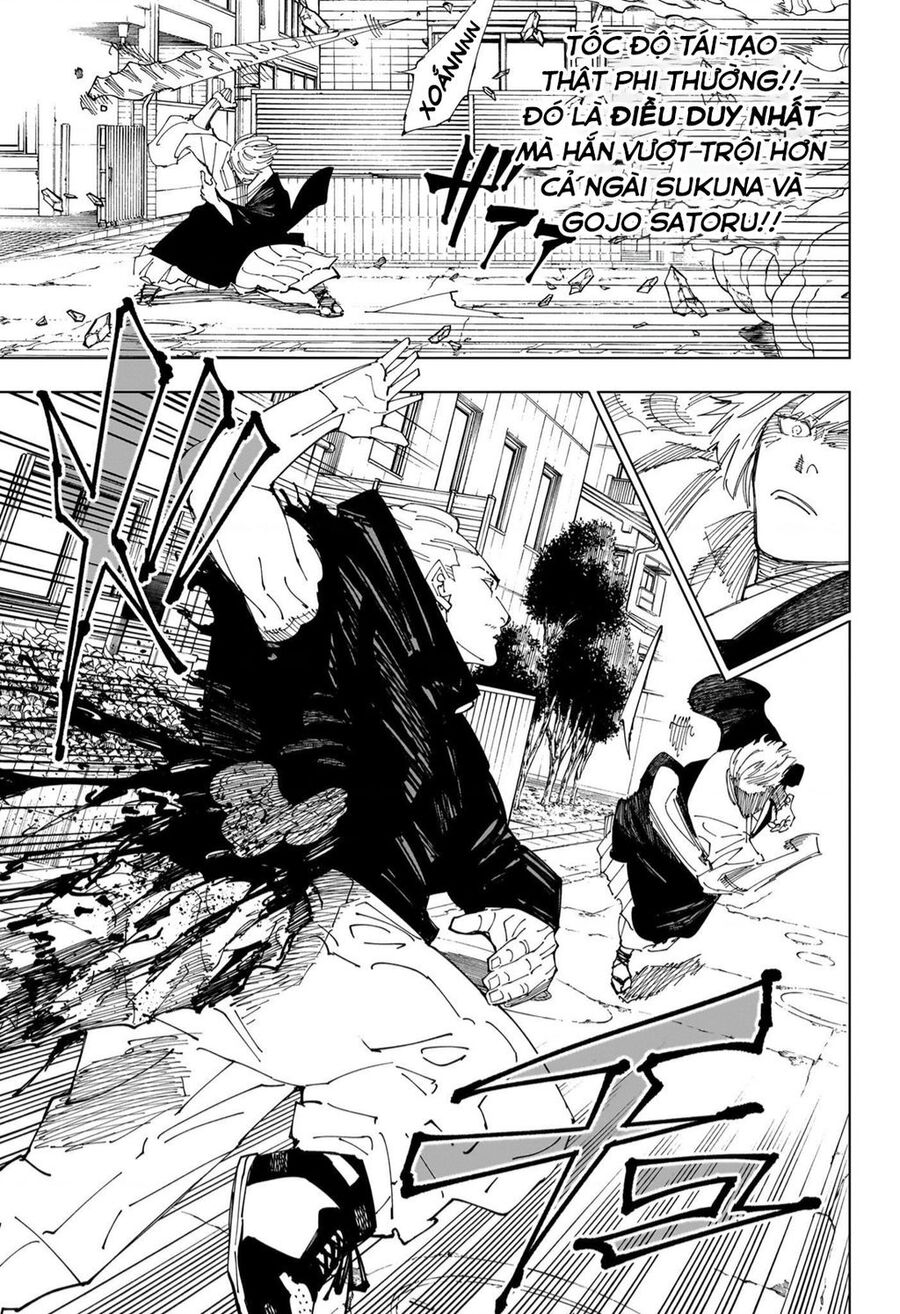 TỐC ĐỘ TÁI TẠO
THẬT PHI THƯỜNG!!
ĐÓ LÀ ĐIỀU DUY NHẤT
MÀ HẮN VƯỢT TRỘI HƠN
CẢ NGÀI SUKUNA VÀ
GOJO SATORU!!
XOẮNNNN